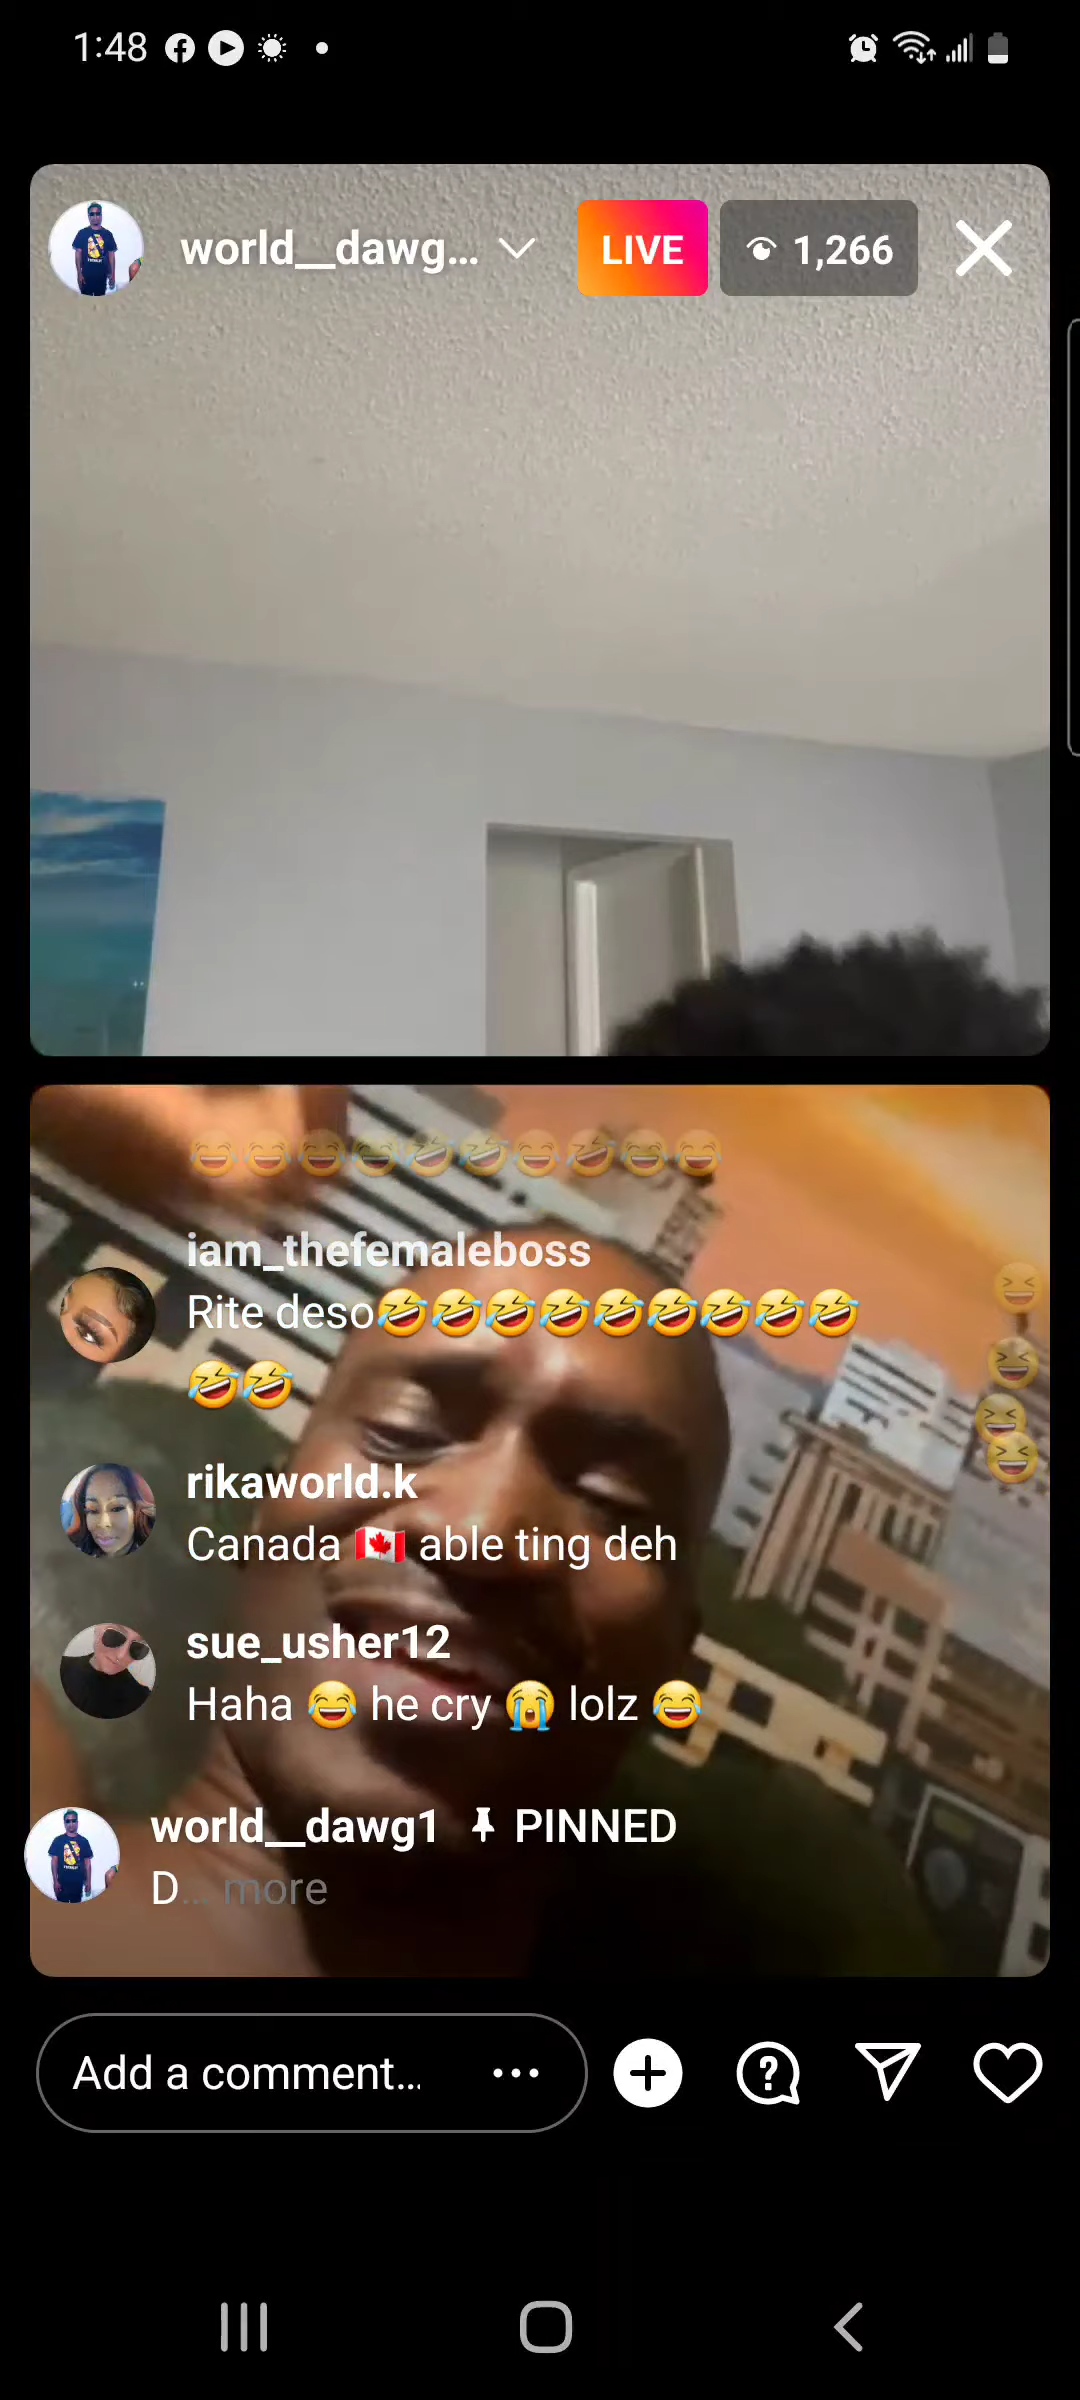 1:48
world__dawg...
LIVE
1,266
😂😂😂😂🤣🤣😂🤣😂😂
iam_thefemaleboss
Rite deso🤣🤣🤣🤣🤣🤣🤣🤣🤣
🤣🤣
rikaworld.k
Canada 🇨🇦 able ting deh
sue_usher12
Haha 😂 he cry 😭 lolz 😂
world__dawg1 📌 PINNED
D... more
Add a comment...